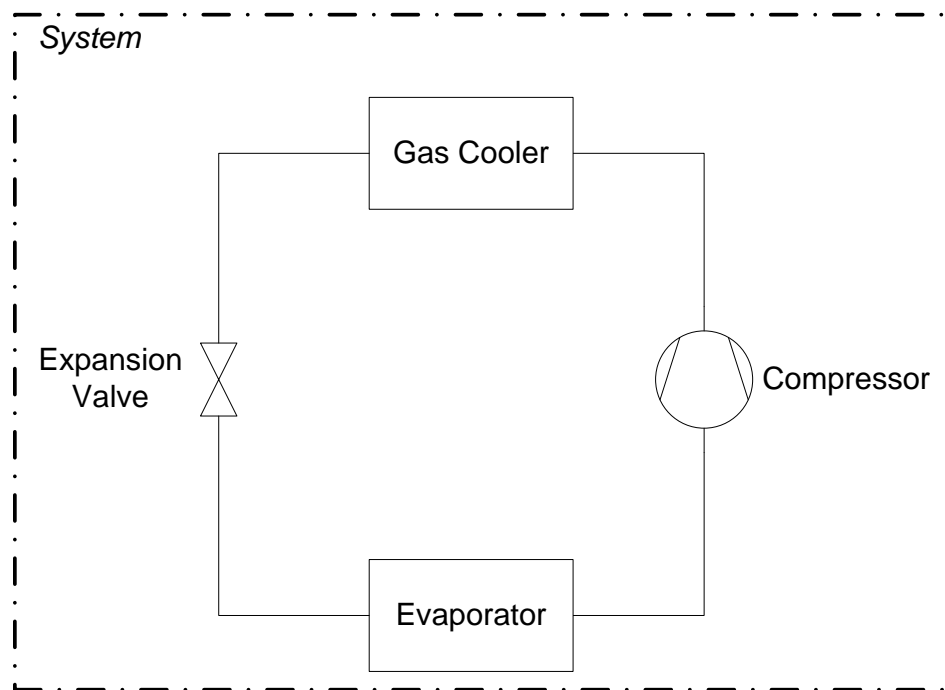 System
Gas Cooler
Expansion
Valve
Compressor
Evaporator